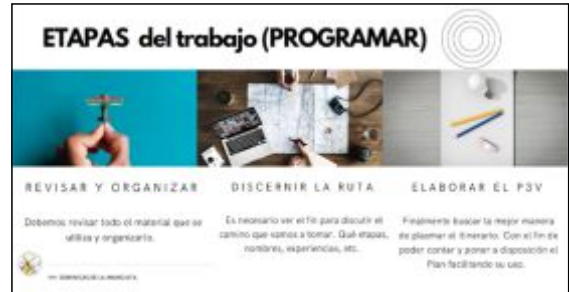 ETAPAS del trabajo (PROGRAMAR)
REVISAR Y ORGANIZAR
Debemos revisar todo el material que se
utiliza y organizarlo.
DISCERNIR LA RUTA
Es necesario ver el fin para discutir el
camino que vamos a tomar. Qué etapas,
nombres, experiencias, etc.
ELABORAR EL P3V
Finalmente buscar la mejor manera
de plasmar el itinerario. Con el fin de
poder contar y poner a disposición el
Plan facilitando su uso.
DE LA